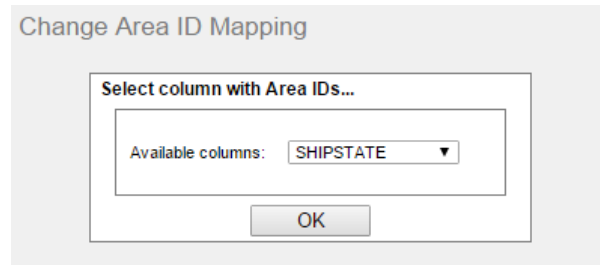 Change Area ID Mapping
Select column with Area IDs...
Available columns: SHIPSTATE
OK